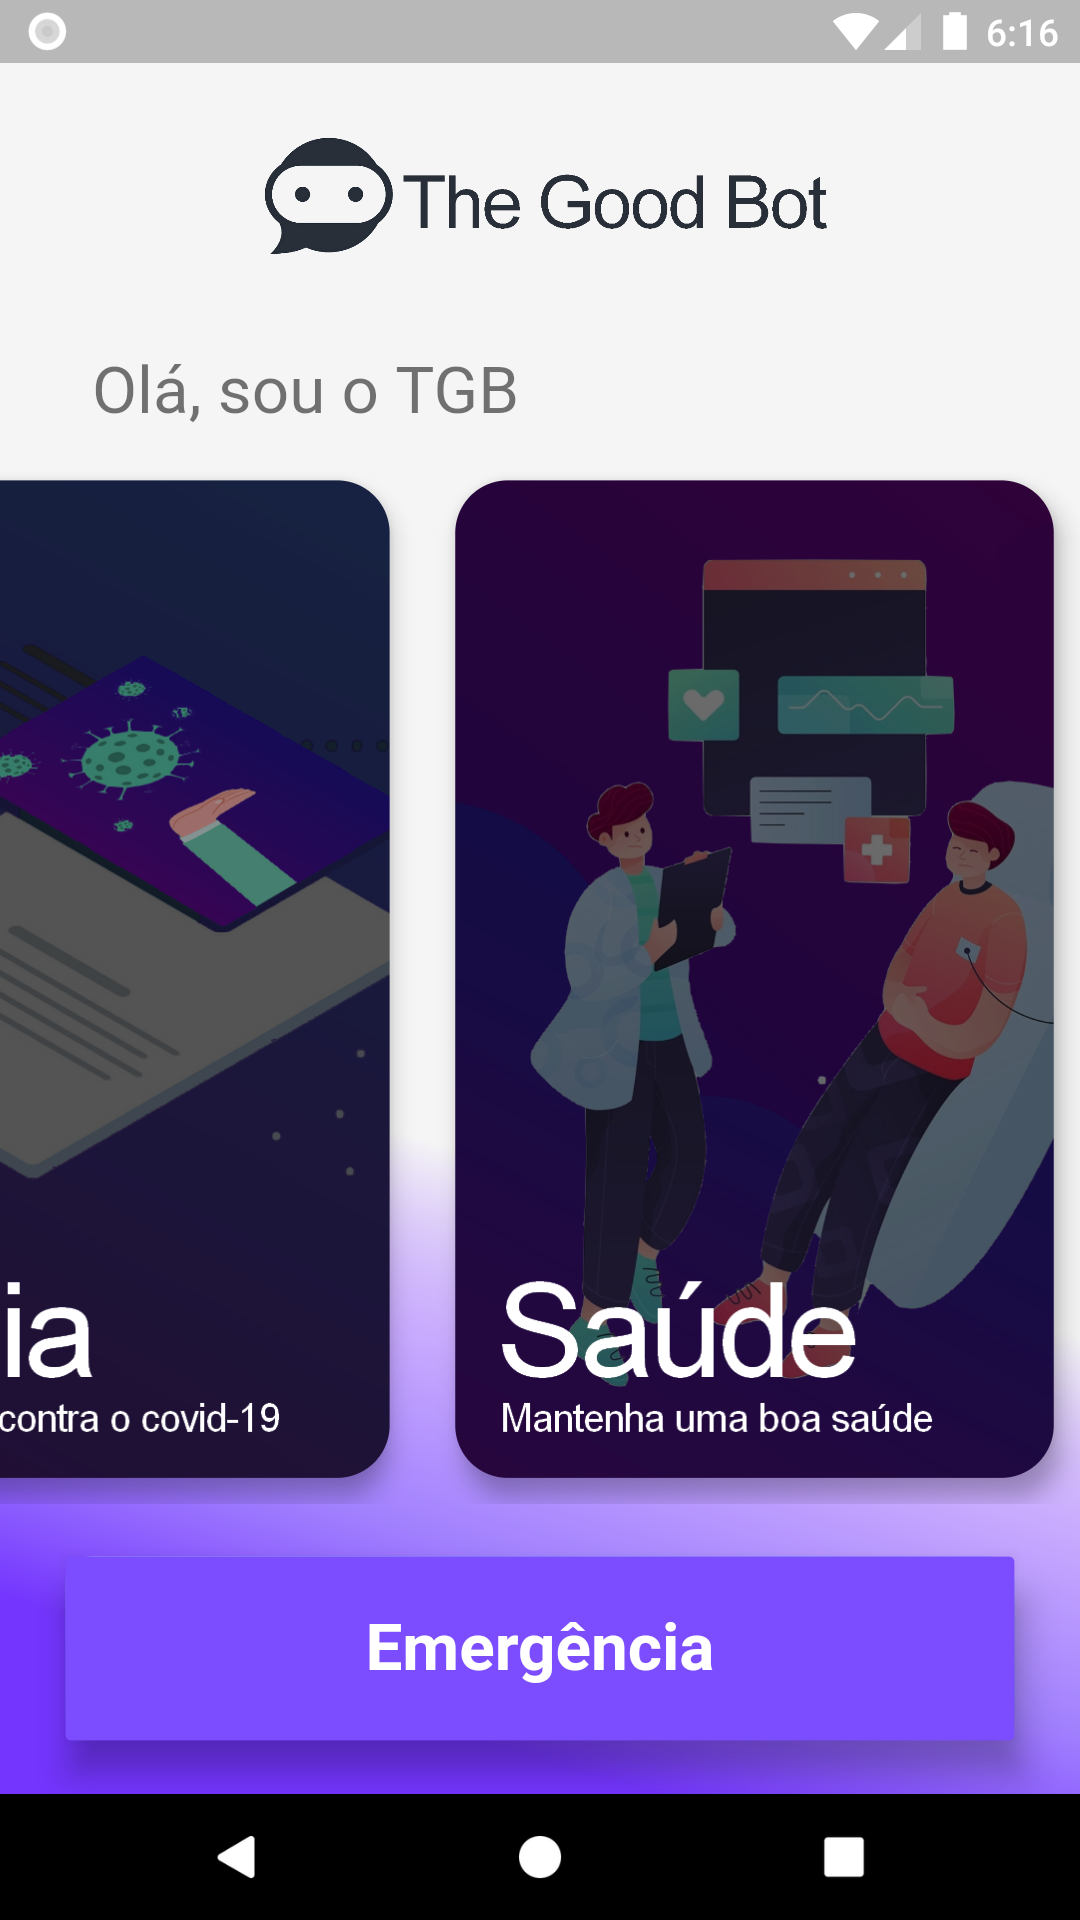 6:16
The Good Bot
Olá, sou o TGB
ia
contra o covid-19
Saúde
Mantenha uma boa saúde
Emergência